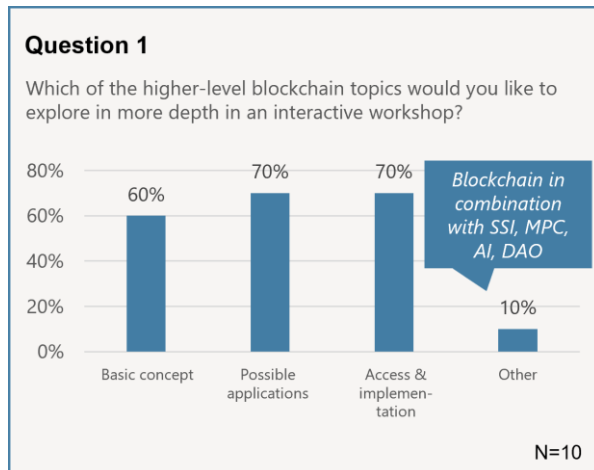 Question 1
Which of the higher-level blockchain topics would you like to
explore in more depth in an interactive workshop?
80%
60%
40%
20%
0%
60%
70%
70%
10%
Blockchain in
combination
with SSI, MPC,
AI, DAO
Basic concept
Possible
applications
Access &
implemen-
tation
Other
N=10